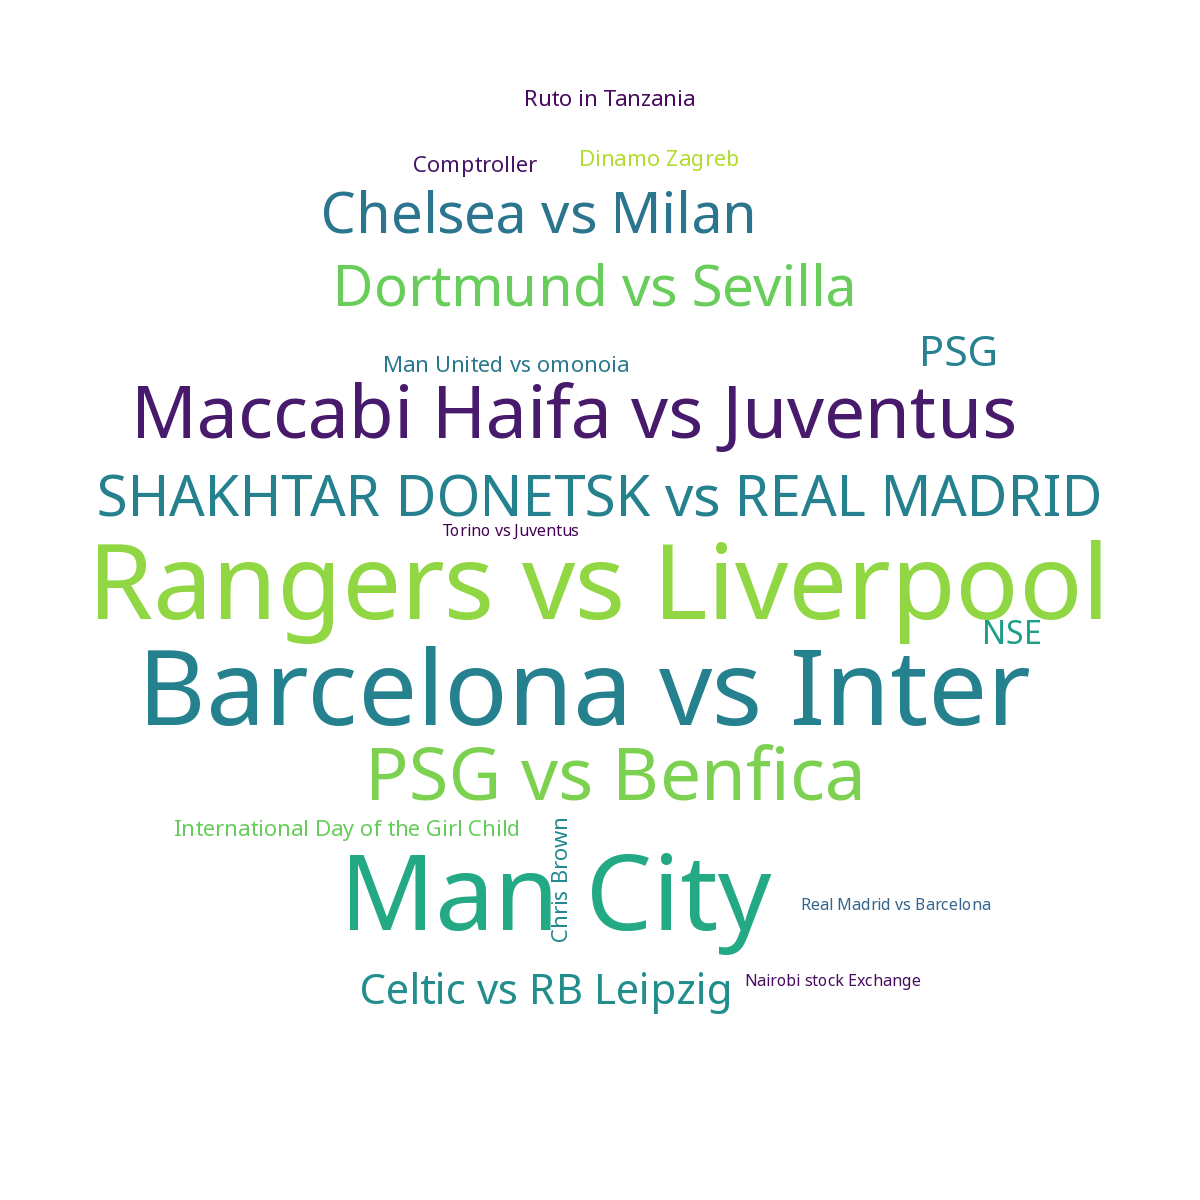 Ruto in Tanzania
Comptroller
Dinamo Zagreb
Chelsea vs Milan
Dortmund vs Sevilla
PSG
Man United vs omonoia
Maccabi Haifa vs Juventus
SHAKHTAR DONETSK vs REAL MADRID
Torino vs Juventus
Rangers vs Liverpool
NSE
Barcelona vs Inter
PSG vs Benfica
International Day of the Girl Child
Chris Brown
Man City
Real Madrid vs Barcelona
Celtic vs RB Leipzig
Nairobi stock Exchange